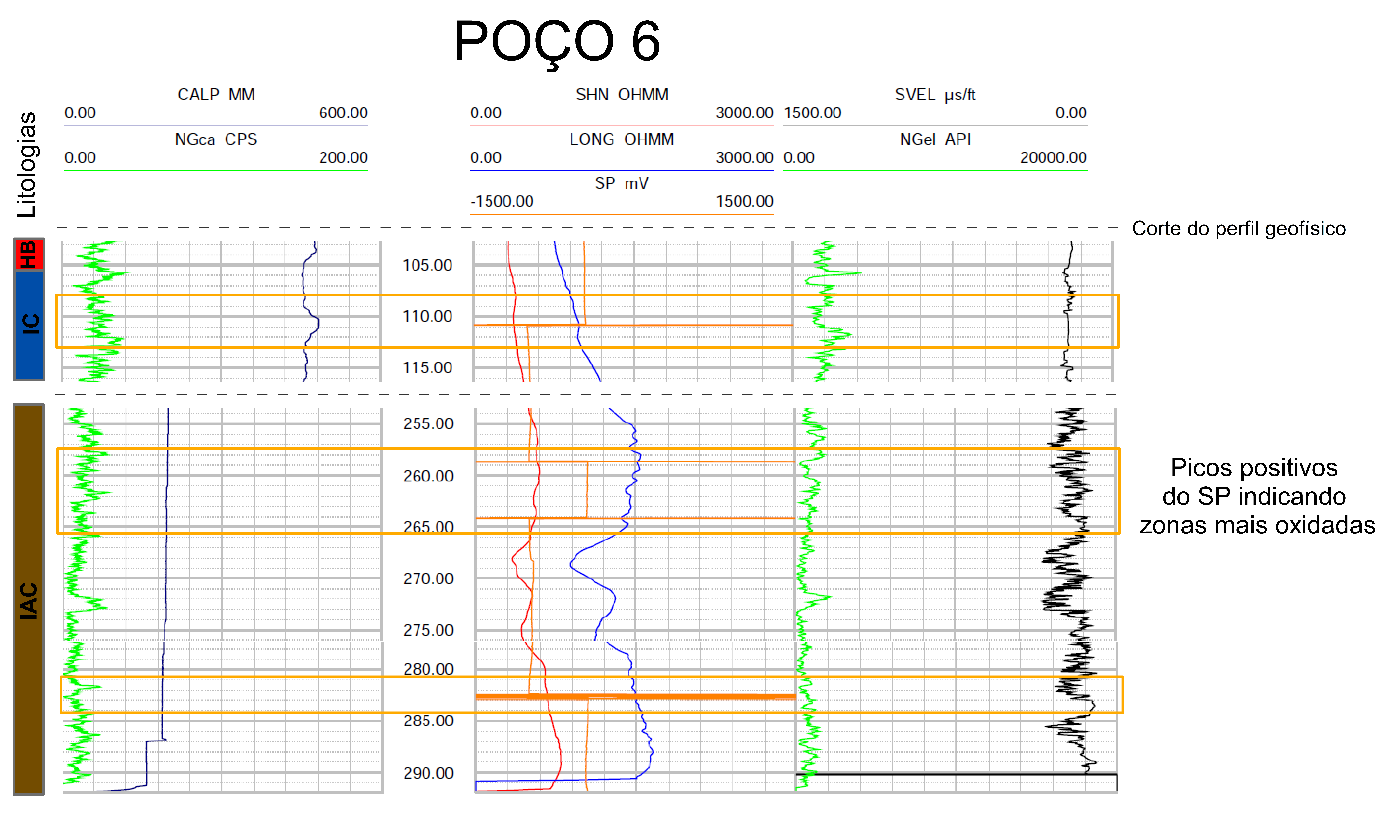 POÇO 6
CALP MM
0.00 600.00
NGca CPS
0.00 200.00
SHN OHMM
0.00 3000.00
LONG OHMM
0.00 3000.00
SP mV
-1500.00 1500.00
SVEL µs/ft
1500.00 0.00
NGel API
0.00 20000.00
Litologias
Corte do perfil geofísico
HB
IC
105.00
110.00
115.00
IAC
255.00
260.00
265.00
270.00
275.00
280.00
285.00
290.00
Picos positivos
do SP indicando
zonas mais oxidadas